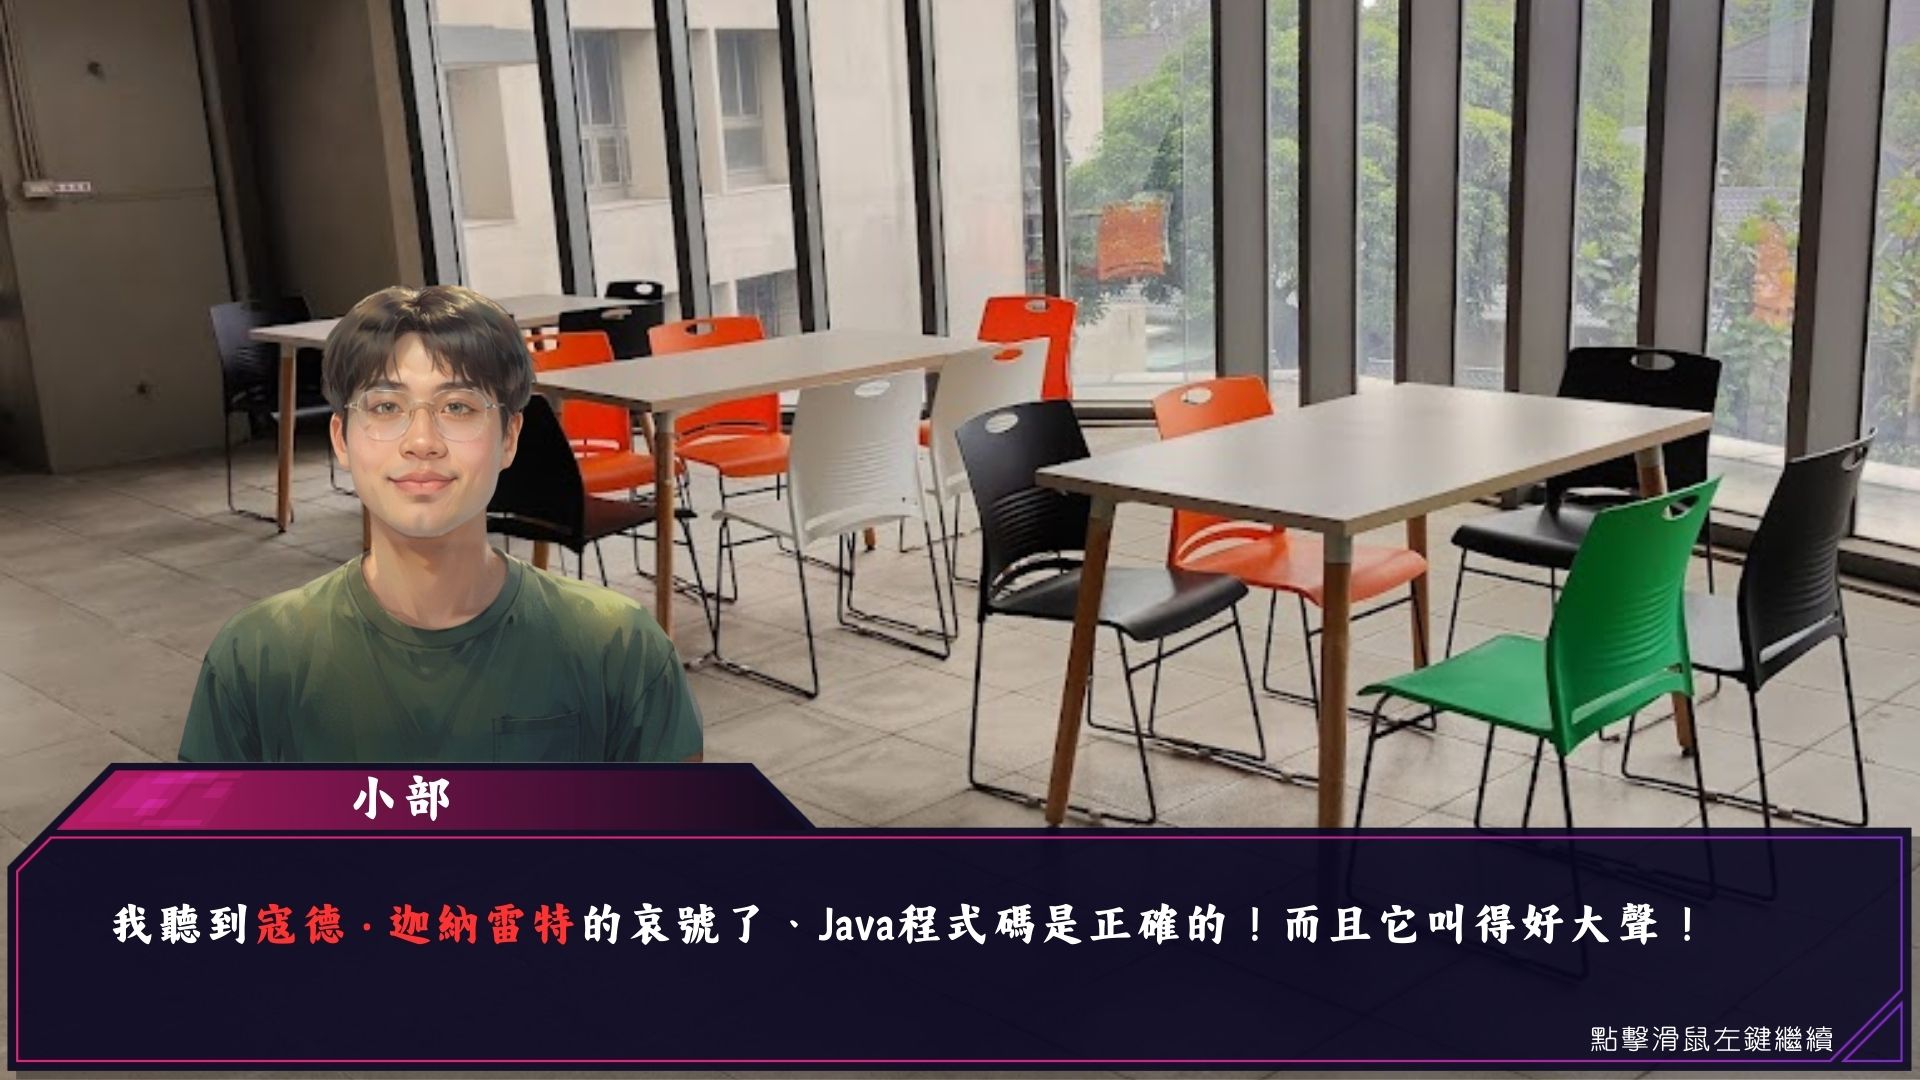 小部
我聽到寇德·迦納雷特的哀號了、Java程式碼是正確的！而且它叫得好大聲！
點擊滑鼠左鍵繼續